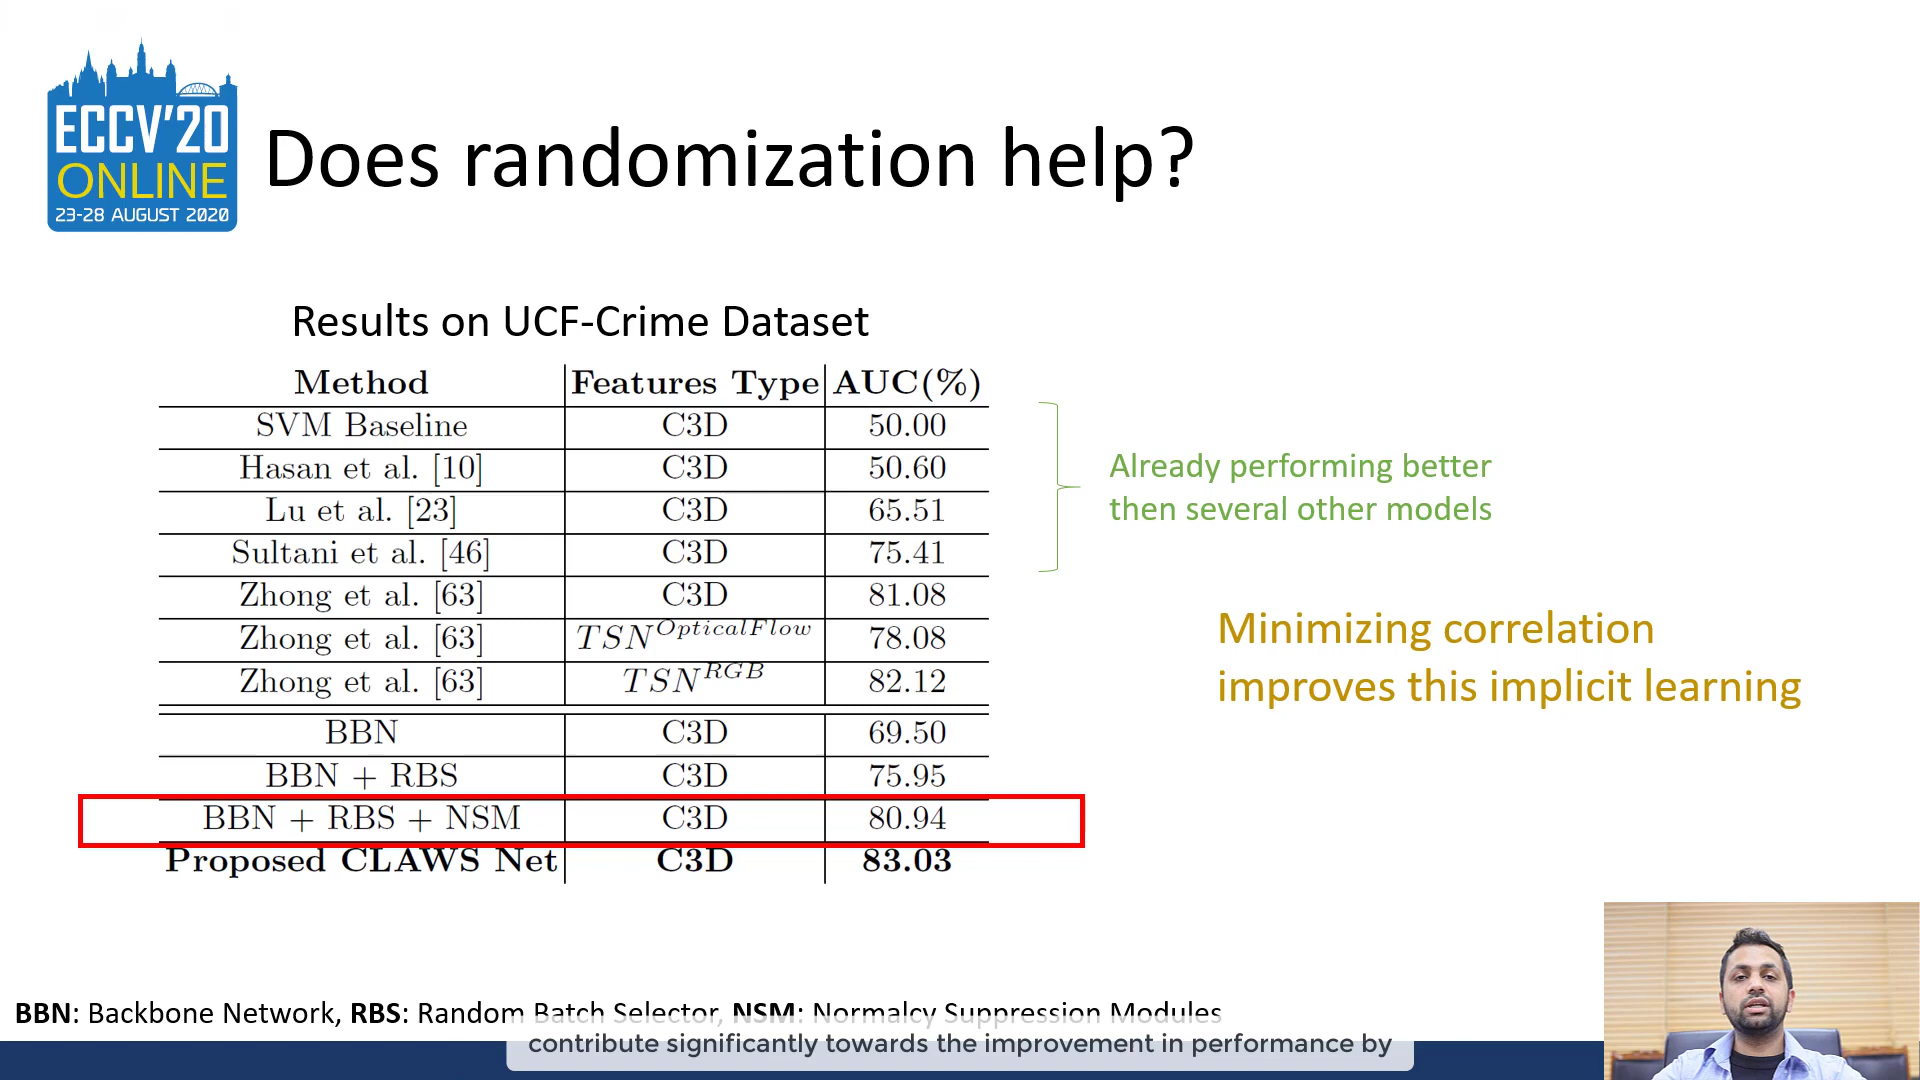 ECCV'20
ONLINE
23-28 AUGUST 2020
Does randomization help?
Results on UCF-Crime Dataset
Method Features Type AUC(%)
SVM Baseline C3D 50.00
Hasan et al. [10] C3D 50.60
Lu et al. [23] C3D 65.51
Sultani et al. [46] C3D 75.41
Zhong et al. [63] C3D 81.08
Zhong et al. [63] TSN^OpticalFlow 78.08
Zhong et al. [63] TSN^RGB 82.12
BBN C3D 69.50
BBN + RBS C3D 75.95
BBN + RBS + NSM C3D 80.94
Proposed CLAWS Net C3D 83.03
Already performing better
then several other models
Minimizing correlation
improves this implicit learning
BBN: Backbone Network, RBS: Random Batch Selector, NSM: Normalcy Suppression Modules
contribute significantly towards the improvement in performance by